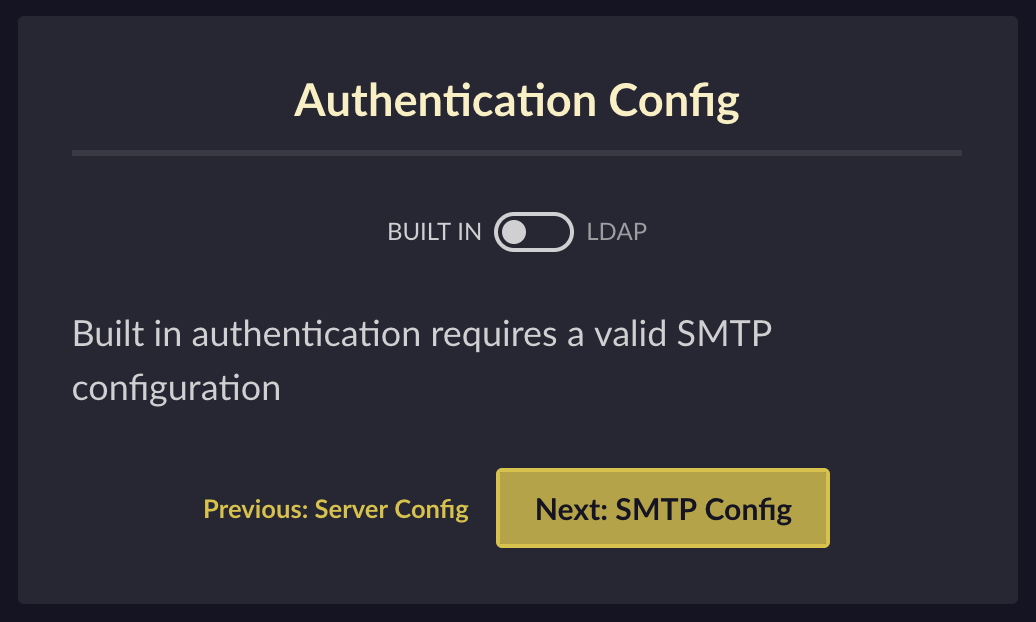 Authentication Config
BUILT IN LDAP
Built in authentication requires a valid SMTP
configuration
Previous: Server Config Next: SMTP Config